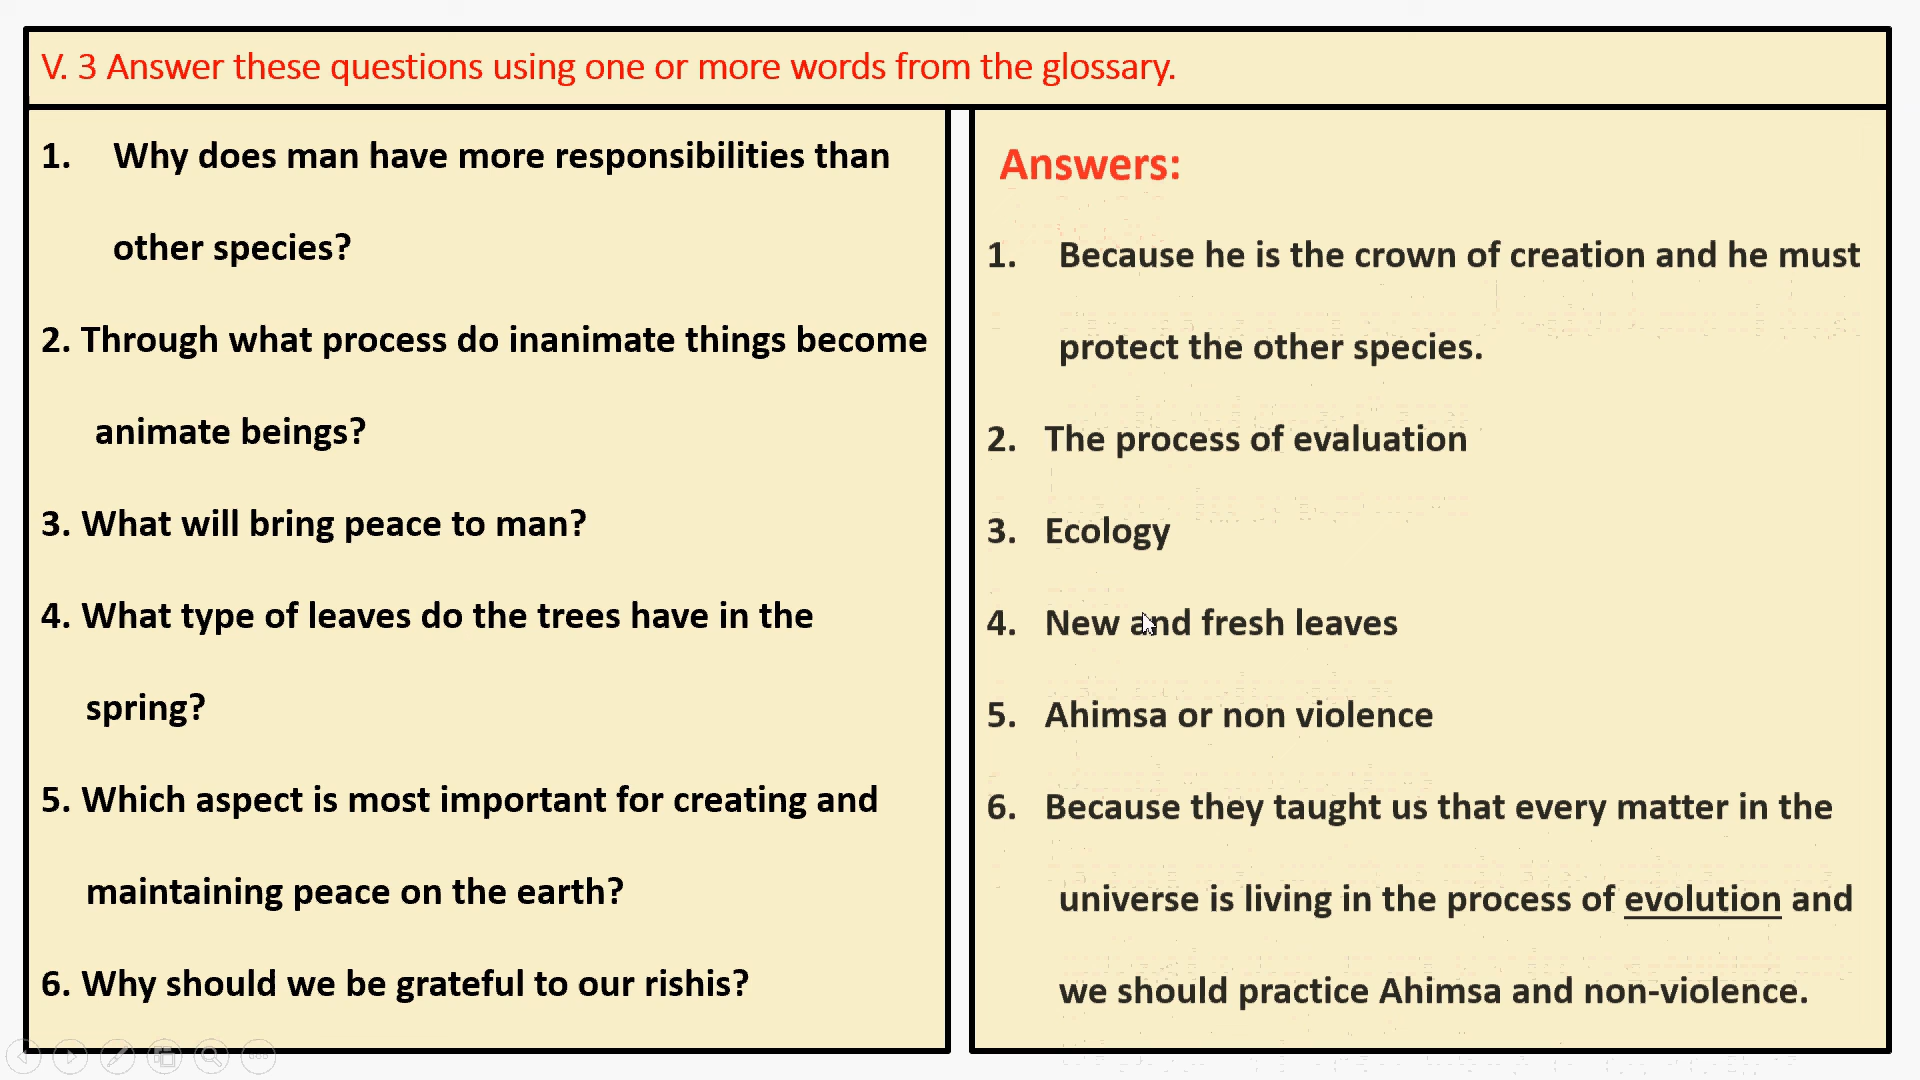 V. 3 Answer these questions using one or more words from the glossary.
1. Why does man have more responsibilities than
other species?
2. Through what process do inanimate things become
animate beings?
3. What will bring peace to man?
4. What type of leaves do the trees have in the
spring?
5. Which aspect is most important for creating and
maintaining peace on the earth?
6. Why should we be grateful to our rishis?
Answers:
1. Because he is the crown of creation and he must
protect the other species.
2. The process of evaluation
3. Ecology
4. New and fresh leaves
5. Ahimsa or non violence
6. Because they taught us that every matter in the
universe is living in the process of evolution and
we should practice Ahimsa and non-violence.